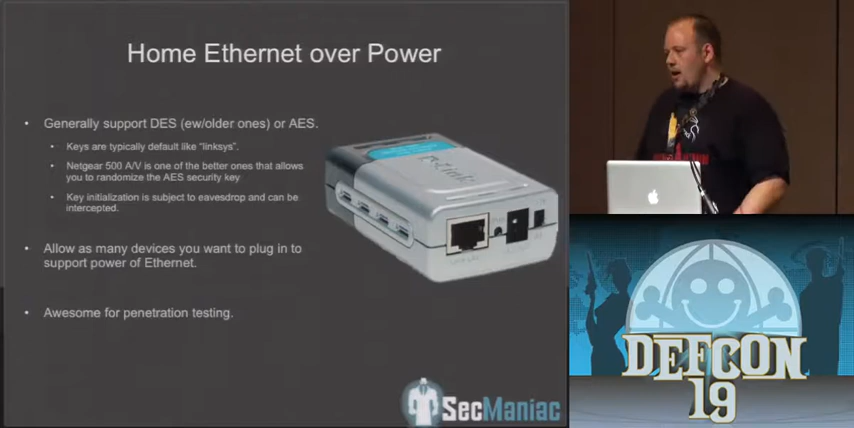 Home Ethernet over Power
• Generally support DES (ew/older ones) or AES.
• Keys are typically default like “linksys”.
• Netgear 500 A/V is one of the better ones that allows
you to randomize the AES security key
• Key initialization is subject to eavesdrop and can be
intercepted.
• Allow as many devices you want to plug in to
support power of Ethernet.
• Awesome for penetration testing.
D-Link
SecManiac
DEFCON
19